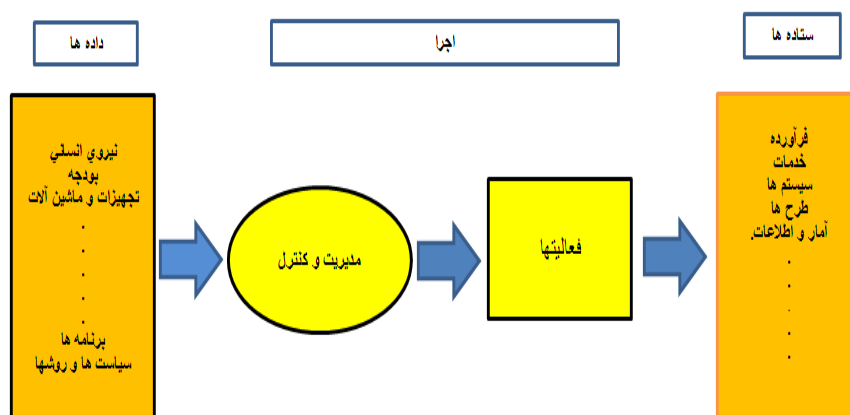 داده ها
اجرا
ستاده ها
نيروي انساني
بودجه
تجهيزات و ماشين آلات
.
.
.
.
.
برنامه ها
سياست ها و روشها
مديريت و كنترل
فعاليتها
فرآورده
خدمات
سيستم ها
طرح ها
آمار و اطلاعات.
.
.
.
.
.